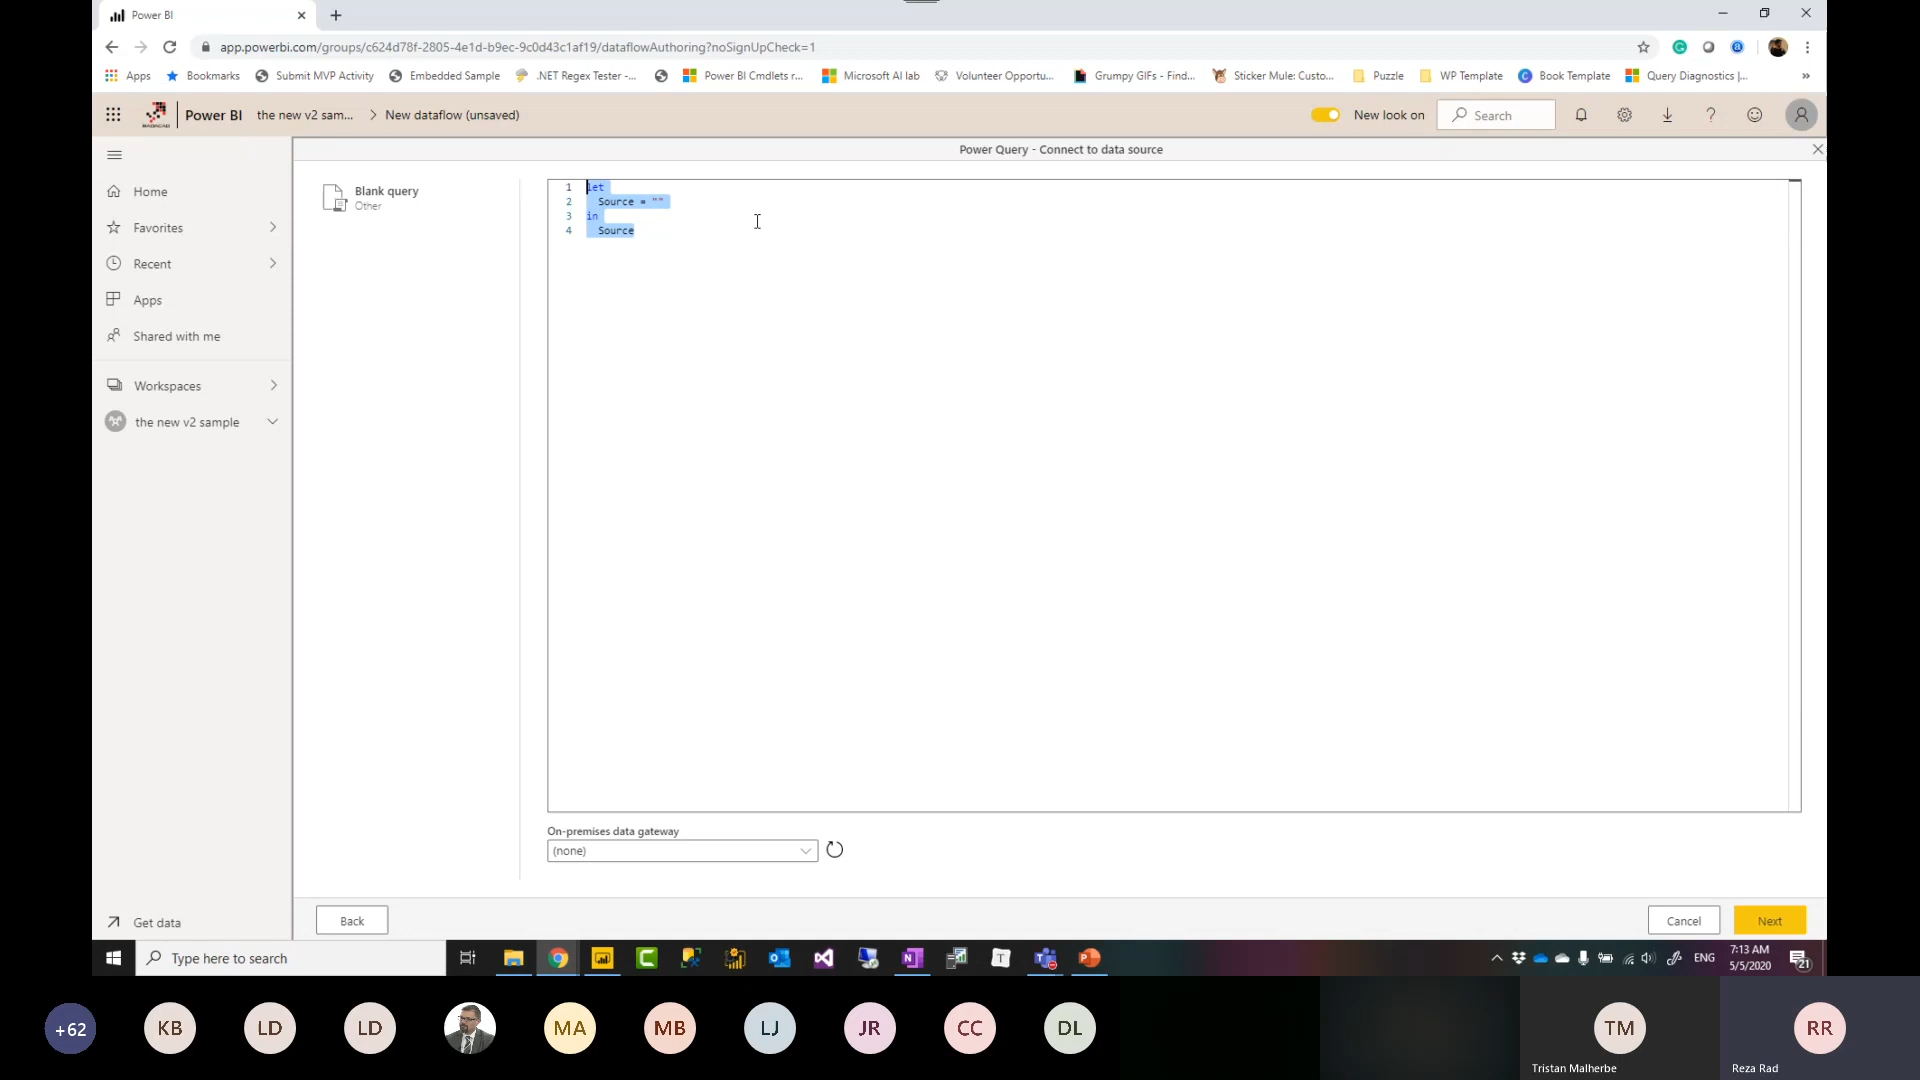 Power BI
app.powerbi.com/groups/c624d78f-2805-4e1d-b9ec-9c0d43c1af19/dataflowAuthoring?noSignUpCheck=1
Apps
Bookmarks
Submit MVP Activity
Embedded Sample
.NET Regex Tester -...
Power BI Cmdlets r...
Microsoft AI lab
Volunteer Opportu...
Grumpy GIFs - Find...
Sticker Mule: Custo...
Puzzle
WP Template
Book Template
Query Diagnostics |...
»
Power BI
the new v2 sam...
New dataflow (unsaved)
New look on
Search
Power Query - Connect to data source
Home
Favorites
Recent
Apps
Shared with me
Workspaces
the new v2 sample
Get data
Blank query
Other
1 let
2 Source = ""
3 in
4 Source
On-premises data gateway
(none)
Back
Cancel
Next
Type here to search
ENG
7:13 AM
5/5/2020
21
+62
KB
LD
LD
MA
MB
LJ
JR
CC
DL
TM
Tristan Malherbe
RR
Reza Rad